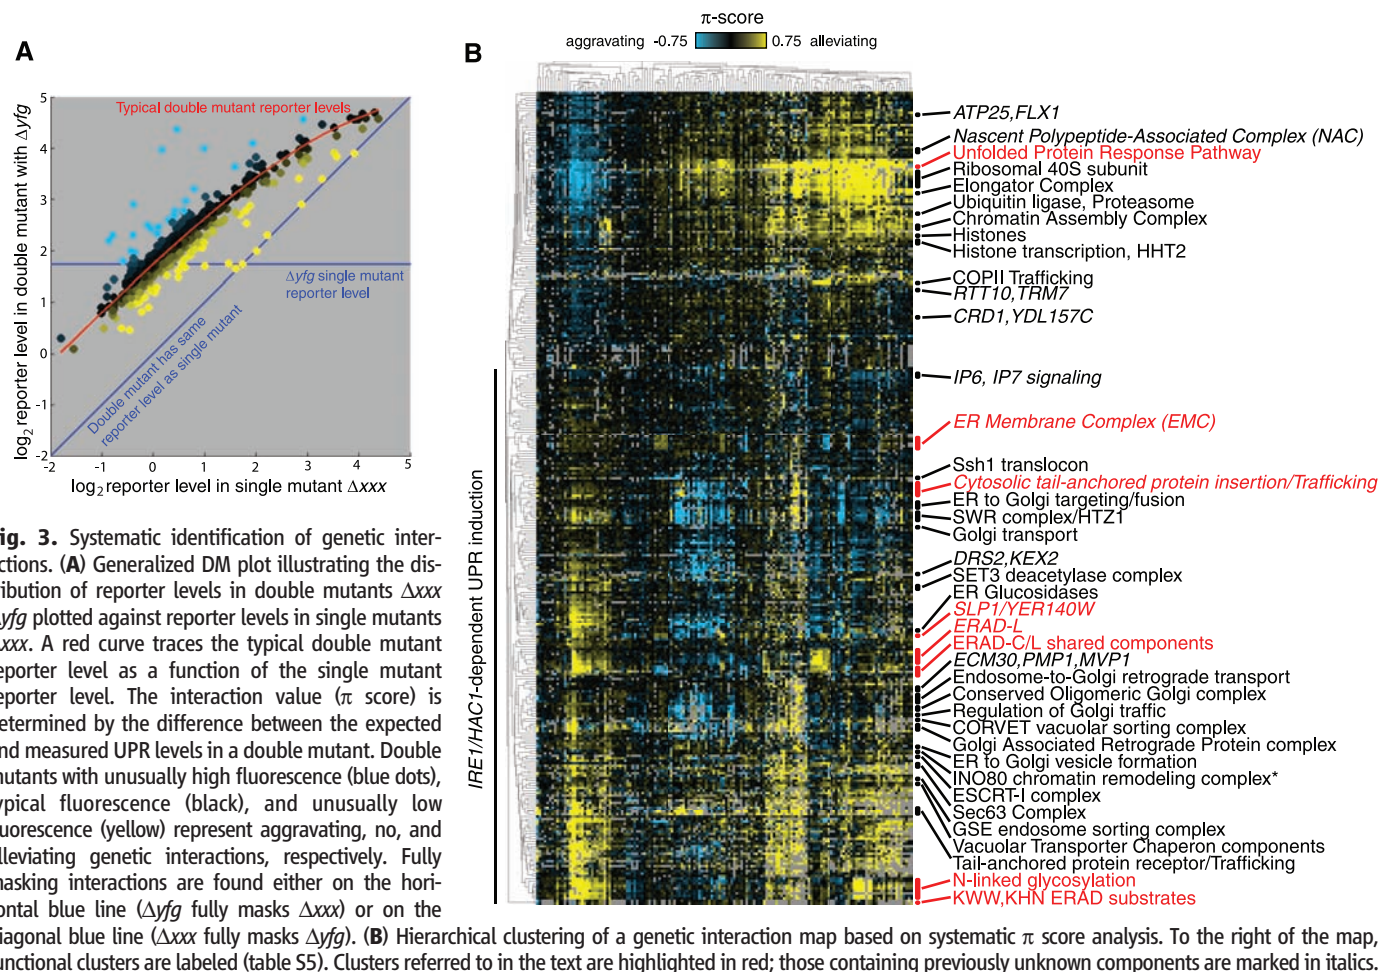 A
log2 reporter level in double mutant with Δyfg
5
4
3
2
1
0
-1
-2
Typical double mutant reporter levels
Δyfg single mutant
reporter level
Double mutant has same
reporter level as single mutant
-2 -1 0 1 2 3 4 5
log2 reporter level in single mutant Δxxx
B
π-score
aggravating -0.75 0.75 alleviating
IRE1/HAC1-dependent UPR induction
ATP25,FLX1
Nascent Polypeptide-Associated Complex (NAC)
Unfolded Protein Response Pathway
Ribosomal 40S subunit
Elongator Complex
Ubiquitin ligase, Proteasome
Chromatin Assembly Complex
Histones
Histone transcription, HHT2
COPII Trafficking
RTT10,TRM7
CRD1,YDL157C
IP6, IP7 signaling
ER Membrane Complex (EMC)
Ssh1 translocon
Cytosolic tail-anchored protein insertion/Trafficking
ER to Golgi targeting/fusion
SWR complex/HTZ1
Golgi transport
DRS2,KEX2
SET3 deacetylase complex
ER Glucosidases
SLP1/YER140W
ERAD-L
ERAD-C/L shared components
ECM30,PMP1,MVP1
Endosome-to-Golgi retrograde transport
Conserved Oligomeric Golgi complex
Regulation of Golgi traffic
CORVET vacuolar sorting complex
Golgi Associated Retrograde Protein complex
ER to Golgi vesicle formation
INO80 chromatin remodeling complex*
ESCRT-I complex
Sec63 Complex
GSE endosome sorting complex
Vacuolar Transporter Chaperon components
Tail-anchored protein receptor/Trafficking
N-linked glycosylation
KWW,KHN ERAD substrates
ig. 3. Systematic identification of genetic inter-
ctions. (A) Generalized DM plot illustrating the dis-
ribution of reporter levels in double mutants Δxxx
yfg plotted against reporter levels in single mutants
xxx. A red curve traces the typical double mutant
eporter level as a function of the single mutant
eporter level. The interaction value (π score) is
etermined by the difference between the expected
nd measured UPR levels in a double mutant. Double
utants with unusually high fluorescence (blue dots),
ypical fluorescence (black), and unusually low
uorescence (yellow) represent aggravating, no, and
lleviating genetic interactions, respectively. Fully
asking interactions are found either on the hori-
ontal blue line (Δyfg fully masks Δxxx) or on the
iagonal blue line (Δxxx fully masks Δyfg). (B) Hierarchical clustering of a genetic interaction map based on systematic π score analysis. To the right of the map,
unctional clusters are labeled (table S5). Clusters referred to in the text are highlighted in red; those containing previously unknown components are marked in italics.